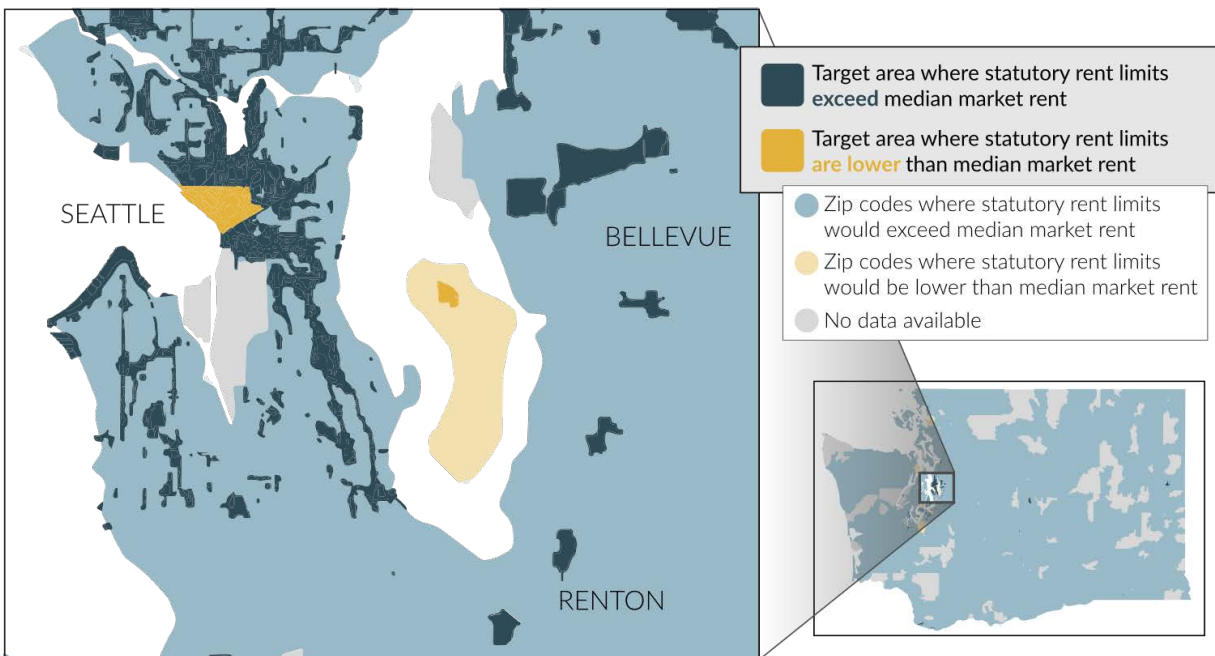 Target area where statutory rent limits
exceed median market rent
Target area where statutory rent limits
are lower than median market rent
Zip codes where statutory rent limits
would exceed median market rent
Zip codes where statutory rent limits
would be lower than median market rent
No data available
SEATTLE
BELLEVUE
RENTON